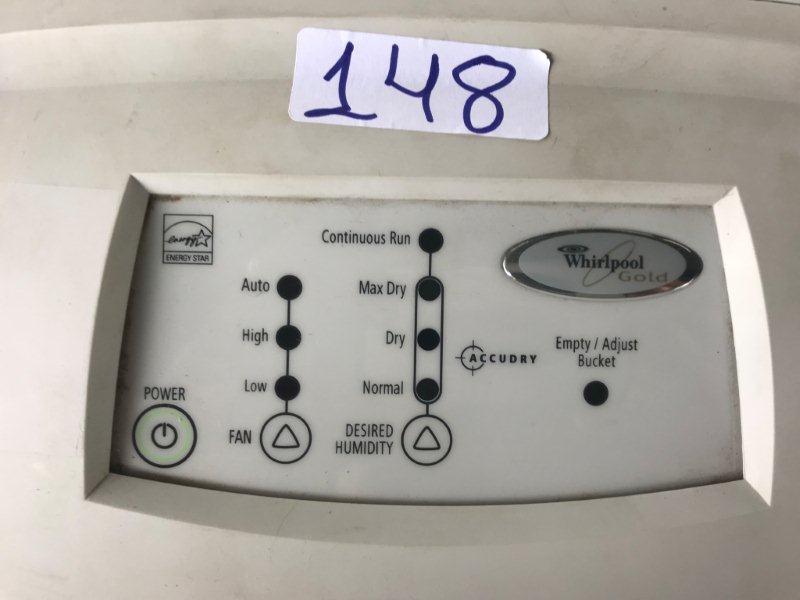 148
energy
ENERGY STAR
Continuous Run
Auto
Max Dry
High
Dry
Low
Normal
ACCUDRY
POWER
FAN
DESIRED
HUMIDITY
Whirlpool
Gold
Empty / Adjust
Bucket